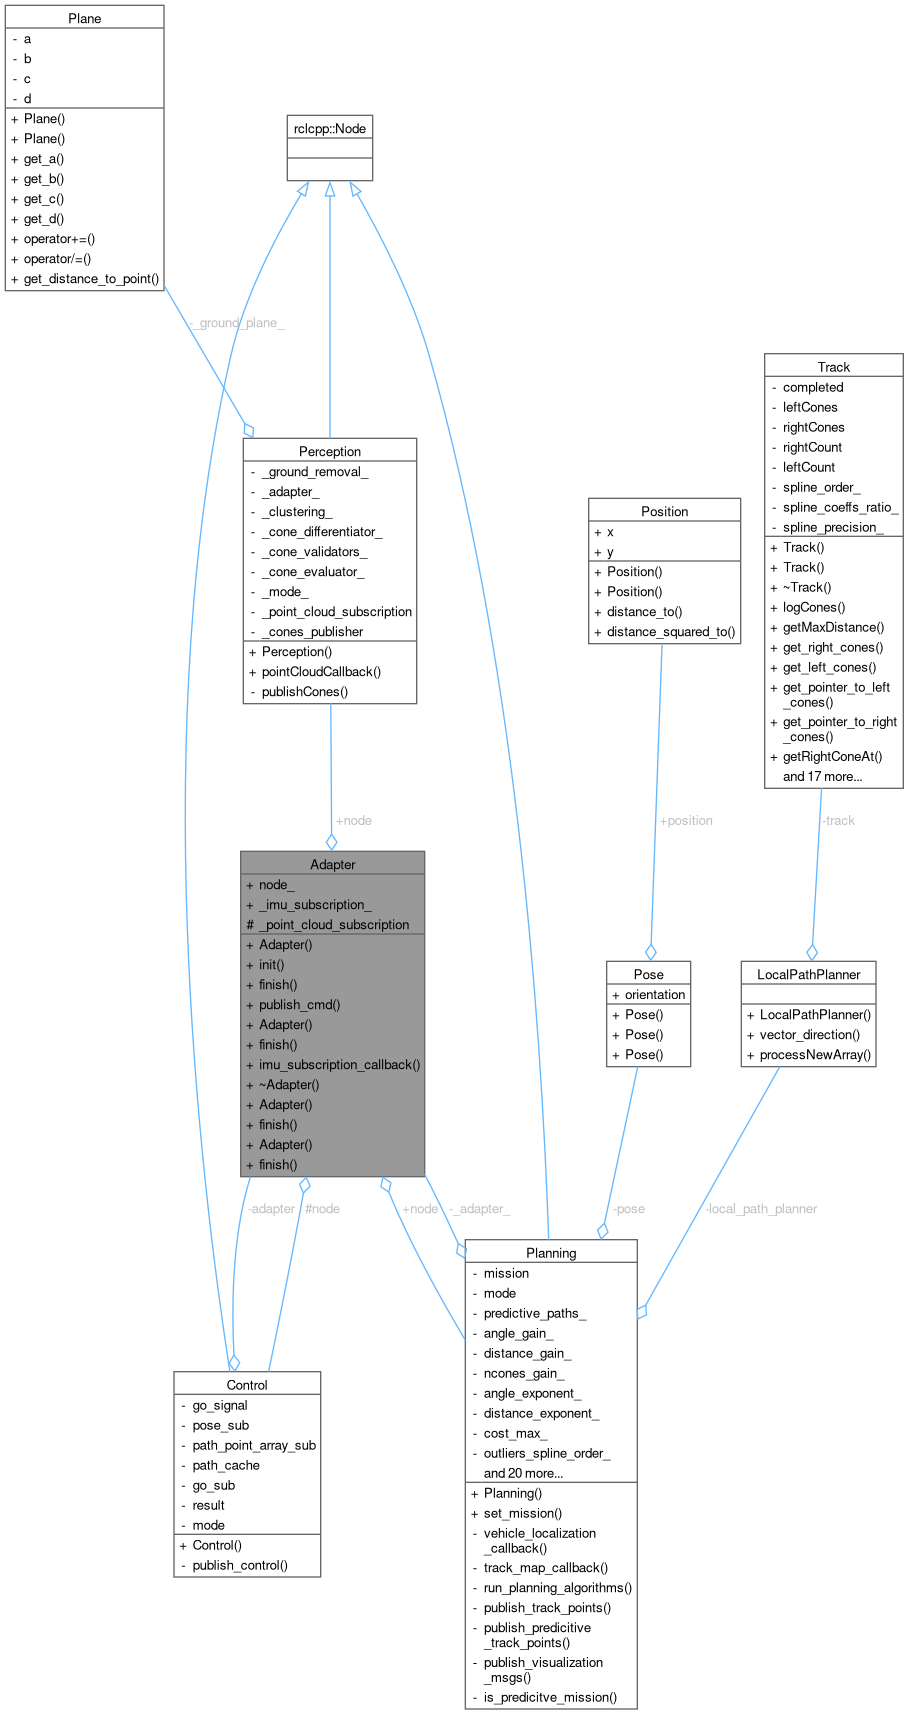 Plane
- a
- b
- c
- d
+ Plane()
+ Plane()
+ get_a()
+ get_b()
+ get_c()
+ get_d()
+ operator+=()
+ operator/=()
+ get_distance_to_point()
rclcpp::Node
-_ground_plane_
Perception
- _ground_removal_
- _adapter_
- _clustering_
- _cone_differentiator_
- _cone_validators_
- _cone_evaluator_
- _mode_
- _point_cloud_subscription
- _cones_publisher
+ Perception()
+ pointCloudCallback()
- publishCones()
Position
+ x
+ y
+ Position()
+ Position()
+ distance_to()
+ distance_squared_to()
Track
- completed
- leftCones
- rightCones
- rightCount
- leftCount
- spline_order_
- spline_coeffs_ratio_
- spline_precision_
+ Track()
+ Track()
+ ~Track()
+ logCones()
+ getMaxDistance()
+ get_right_cones()
+ get_left_cones()
+ get_pointer_to_left
_cones()
+ get_pointer_to_right
_cones()
+ getRightConeAt()
and 17 more...
+node
+position
-track
Adapter
+ node_
+ _imu_subscription_
# _point_cloud_subscription
+ Adapter()
+ init()
+ finish()
+ publish_cmd()
+ Adapter()
+ finish()
+ imu_subscription_callback()
+ ~Adapter()
+ Adapter()
+ finish()
+ Adapter()
+ finish()
Pose
+ orientation
+ Pose()
+ Pose()
+ Pose()
LocalPathPlanner
+ LocalPathPlanner()
+ vector_direction()
+ processNewArray()
-adapter
#node
+node
-_adapter_
-pose
-local_path_planner
Control
- go_signal
- pose_sub
- path_point_array_sub
- path_cache
- go_sub
- result
- mode
+ Control()
- publish_control()
Planning
- mission
- mode
- predictive_paths_
- angle_gain_
- distance_gain_
- ncones_gain_
- angle_exponent_
- distance_exponent_
- cost_max_
- outliers_spline_order_
and 20 more...
+ Planning()
+ set_mission()
- vehicle_localization
_callback()
- track_map_callback()
- run_planning_algorithms()
- publish_track_points()
- publish_predicitive
_track_points()
- publish_visualization
_msgs()
- is_predicitve_mission()